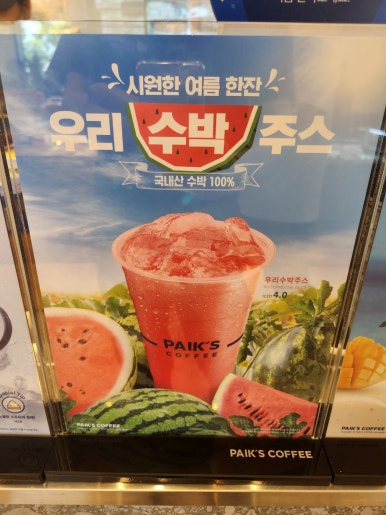 시원한 여름 한잔
우리 수박 주스
국내산 수박 100%
우리수박주스
4.0
PAIK'S
COFFEE
PAIK'S COFFEE
PAIK'S COFFEE